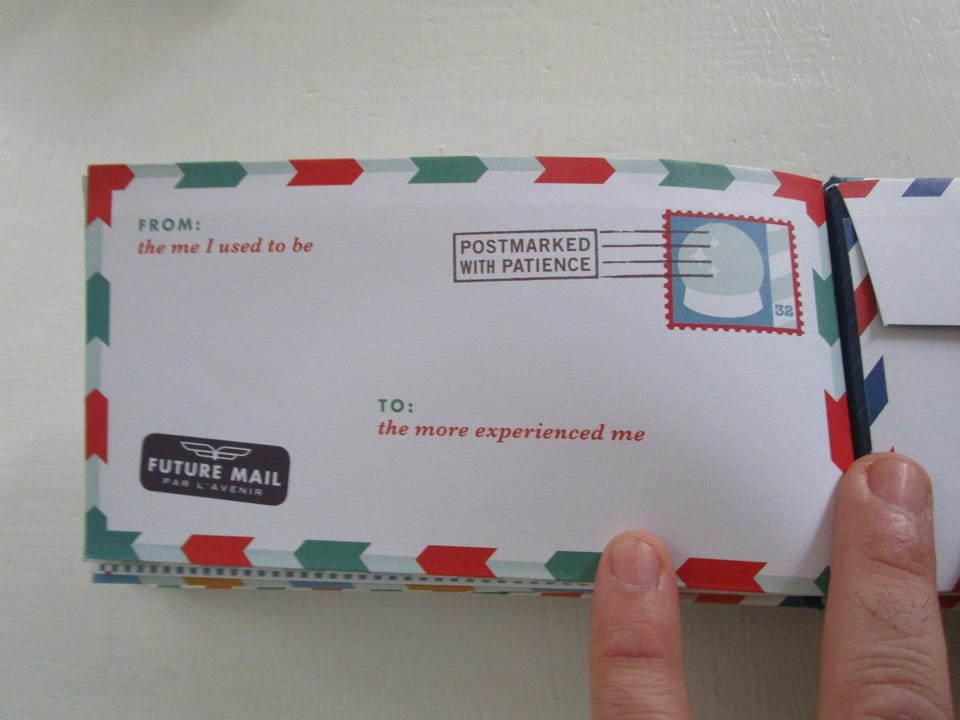 FROM:
the me I used to be
POSTMARKED
WITH PATIENCE
32
TO:
the more experienced me
FUTURE MAIL
PAR L'AVENIR